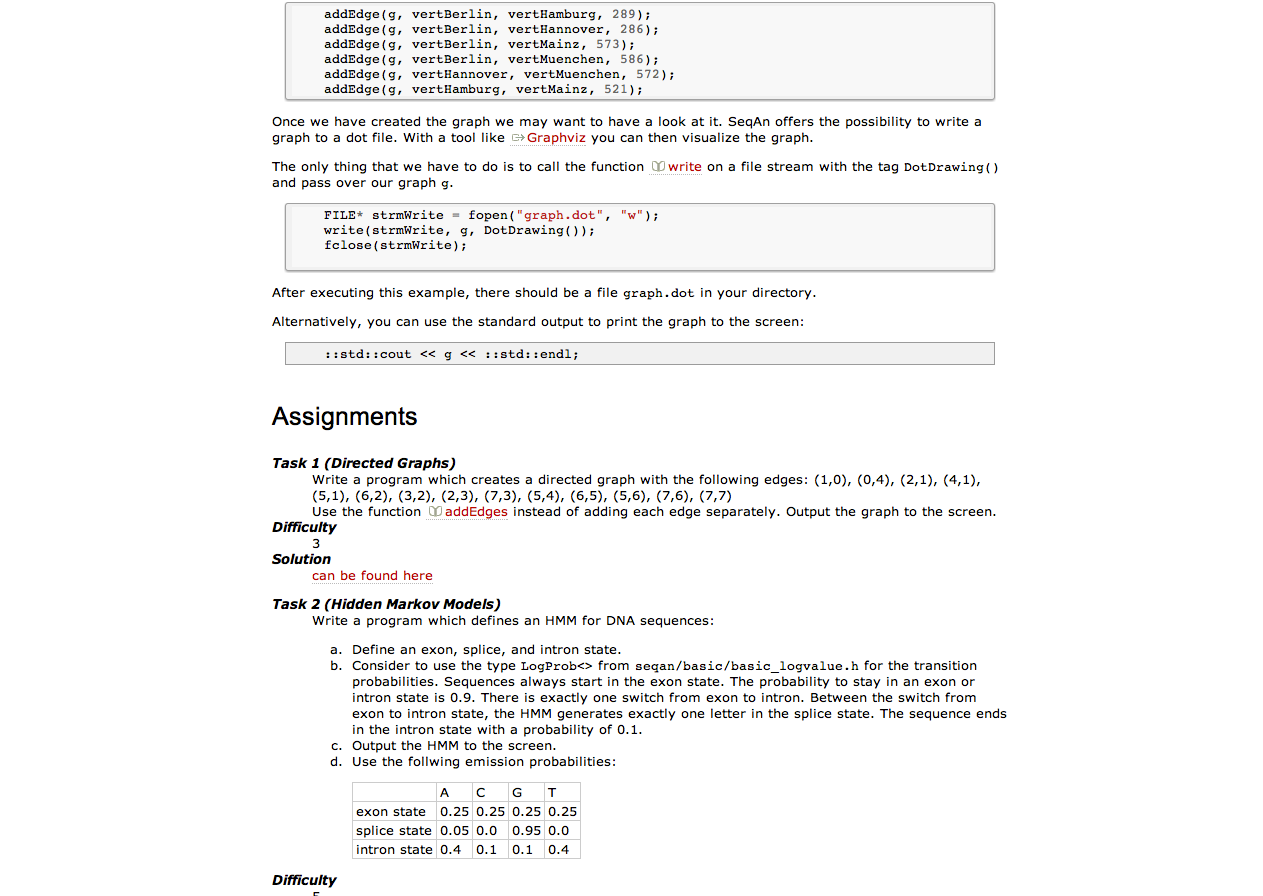 addEdge(g, vertBerlin, vertHamburg, 289);
addEdge(g, vertBerlin, vertHannover, 286);
addEdge(g, vertBerlin, vertMainz, 573);
addEdge(g, vertBerlin, vertMuenchen, 586);
addEdge(g, vertHannover, vertMuenchen, 572);
addEdge(g, vertHamburg, vertMainz, 521);
Once we have created the graph we may want to have a look at it. SeqAn offers the possibility to write a
graph to a dot file. With a tool like Graphviz you can then visualize the graph.
The only thing that we have to do is to call the function write on a file stream with the tag DotDrawing()
and pass over our graph g.
FILE* strmWrite = fopen("graph.dot", "w");
write(strmWrite, g, DotDrawing());
fclose(strmWrite);
After executing this example, there should be a file graph.dot in your directory.
Alternatively, you can use the standard output to print the graph to the screen:
::std::cout << g << ::std::endl;
Assignments
Task 1 (Directed Graphs)
Write a program which creates a directed graph with the following edges: (1,0), (0,4), (2,1), (4,1),
(5,1), (6,2), (3,2), (2,3), (7,3), (5,4), (6,5), (5,6), (7,6), (7,7)
Use the function addEdges instead of adding each edge separately. Output the graph to the screen.
Difficulty
3
Solution
can be found here
Task 2 (Hidden Markov Models)
Write a program which defines an HMM for DNA sequences:
a. Define an exon, splice, and intron state.
b. Consider to use the type LogProb<> from seqan/basic/basic_logvalue.h for the transition
probabilities. Sequences always start in the exon state. The probability to stay in an exon or
intron state is 0.9. There is exactly one switch from exon to intron. Between the switch from
exon to intron state, the HMM generates exactly one letter in the splice state. The sequence ends
in the intron state with a probability of 0.1.
c. Output the HMM to the screen.
d. Use the follwing emission probabilities:
A C G T
exon state 0.25 0.25 0.25 0.25
splice state 0.05 0.0 0.95 0.0
intron state 0.4 0.1 0.1 0.4
Difficulty